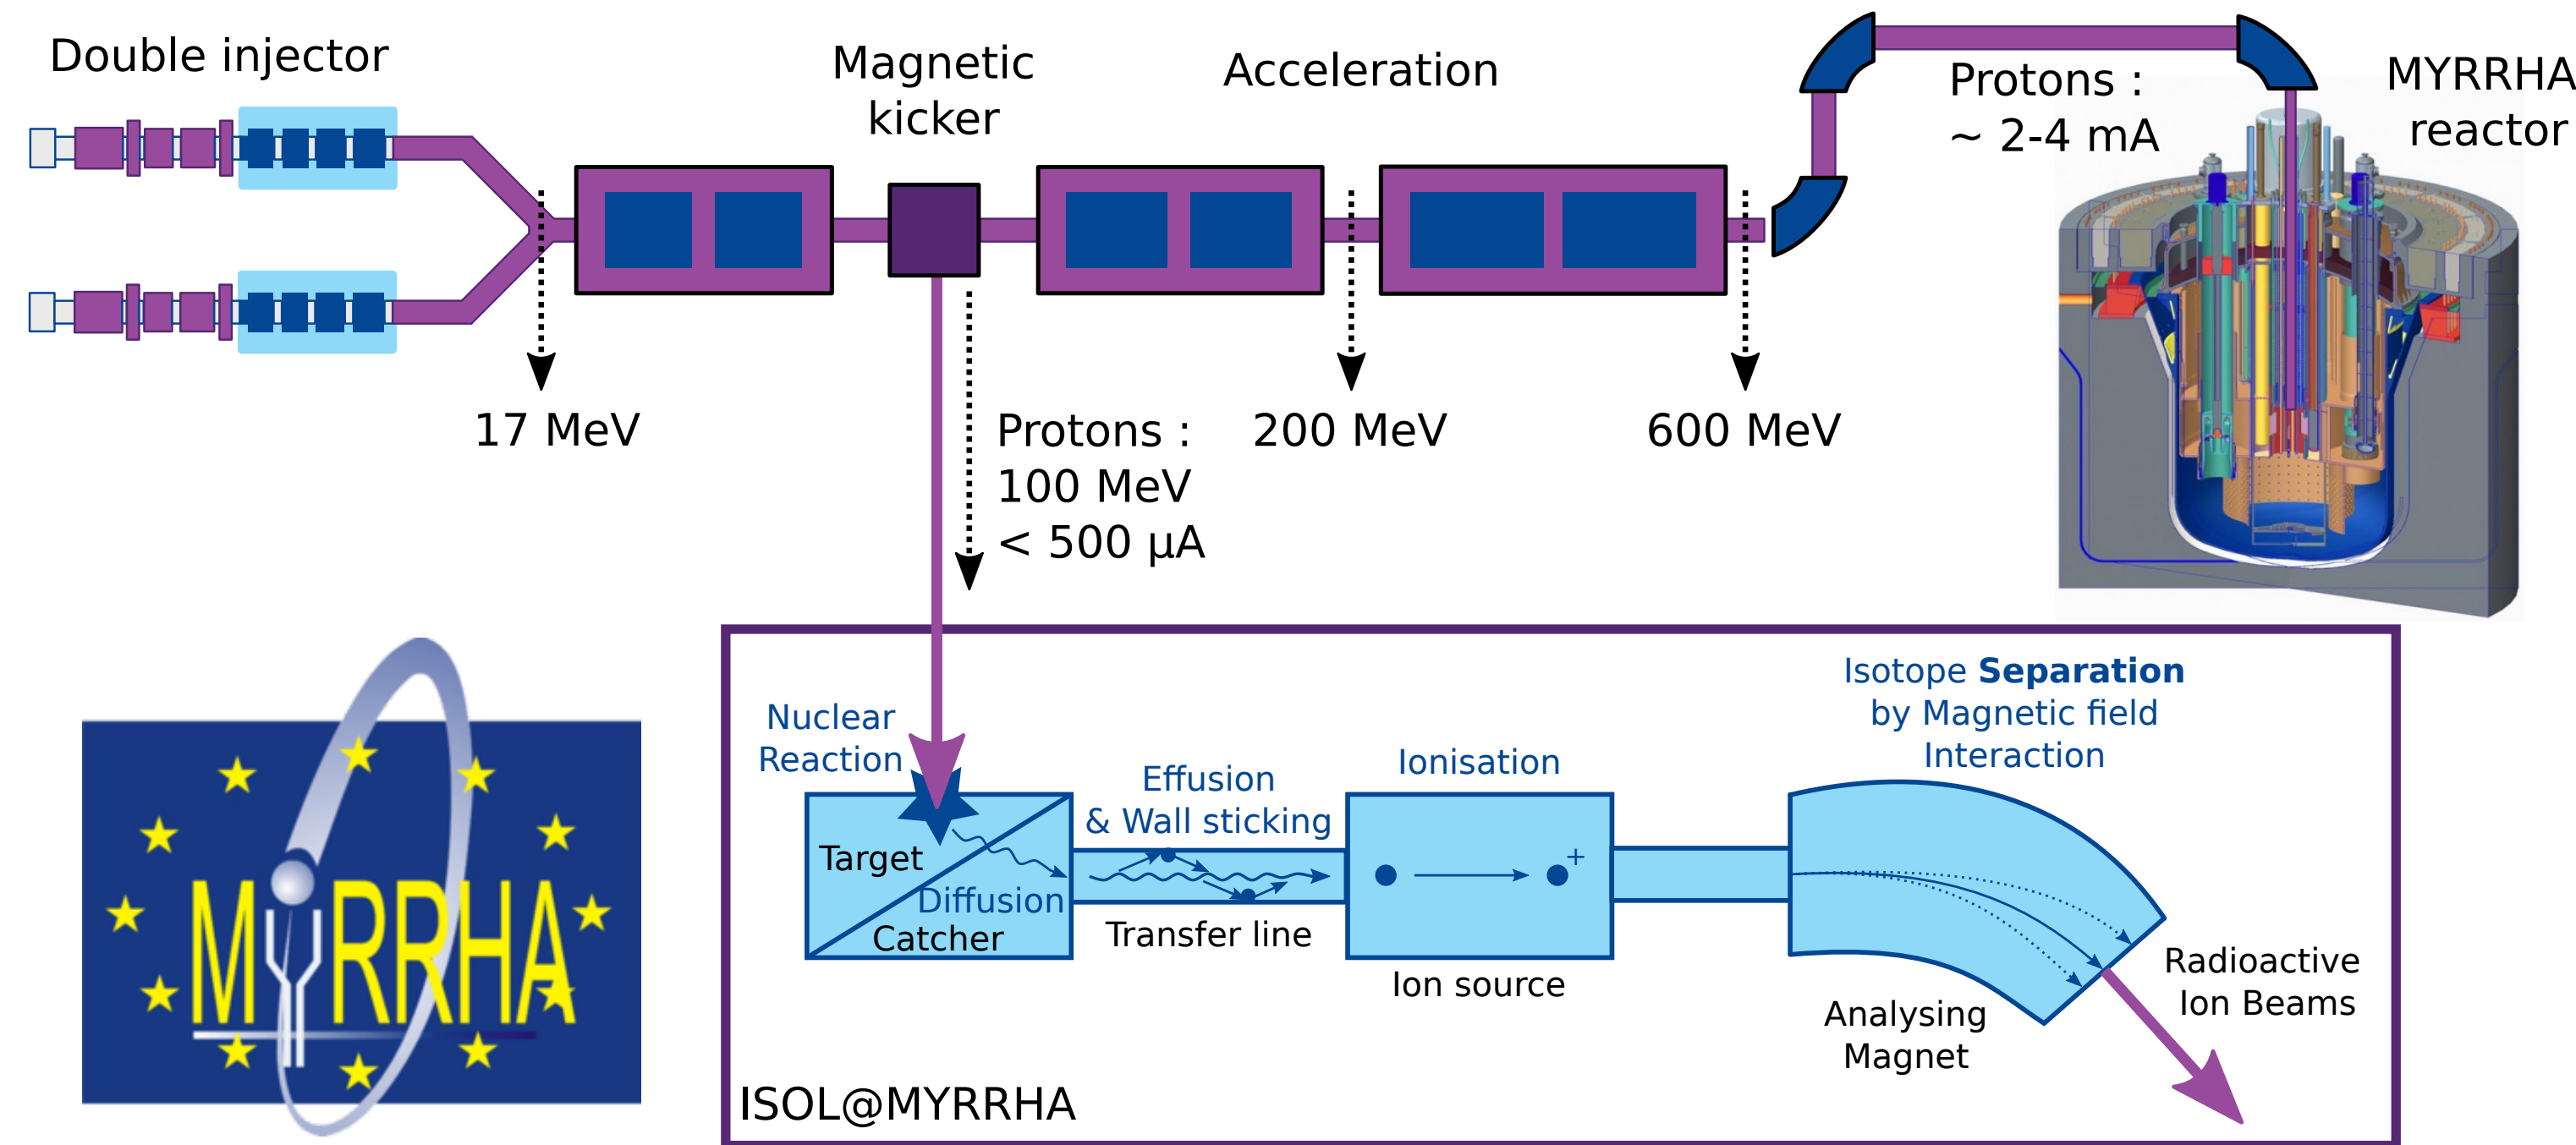 Double injector
Magnetic
kicker
Acceleration
Protons :
~ 2-4 mA
MYRRHA
reactor
17 MeV
Protons :
100 MeV
< 500 µA
200 MeV
600 MeV
Nuclear
Reaction
Target
Diffusion
Catcher
Effusion
& Wall sticking
Transfer line
Ionisation
+
Ion source
Isotope Separation
by Magnetic field
Interaction
Analysing
Magnet
Radioactive
Ion Beams
ISOL@MYRRHA
MYRRHA